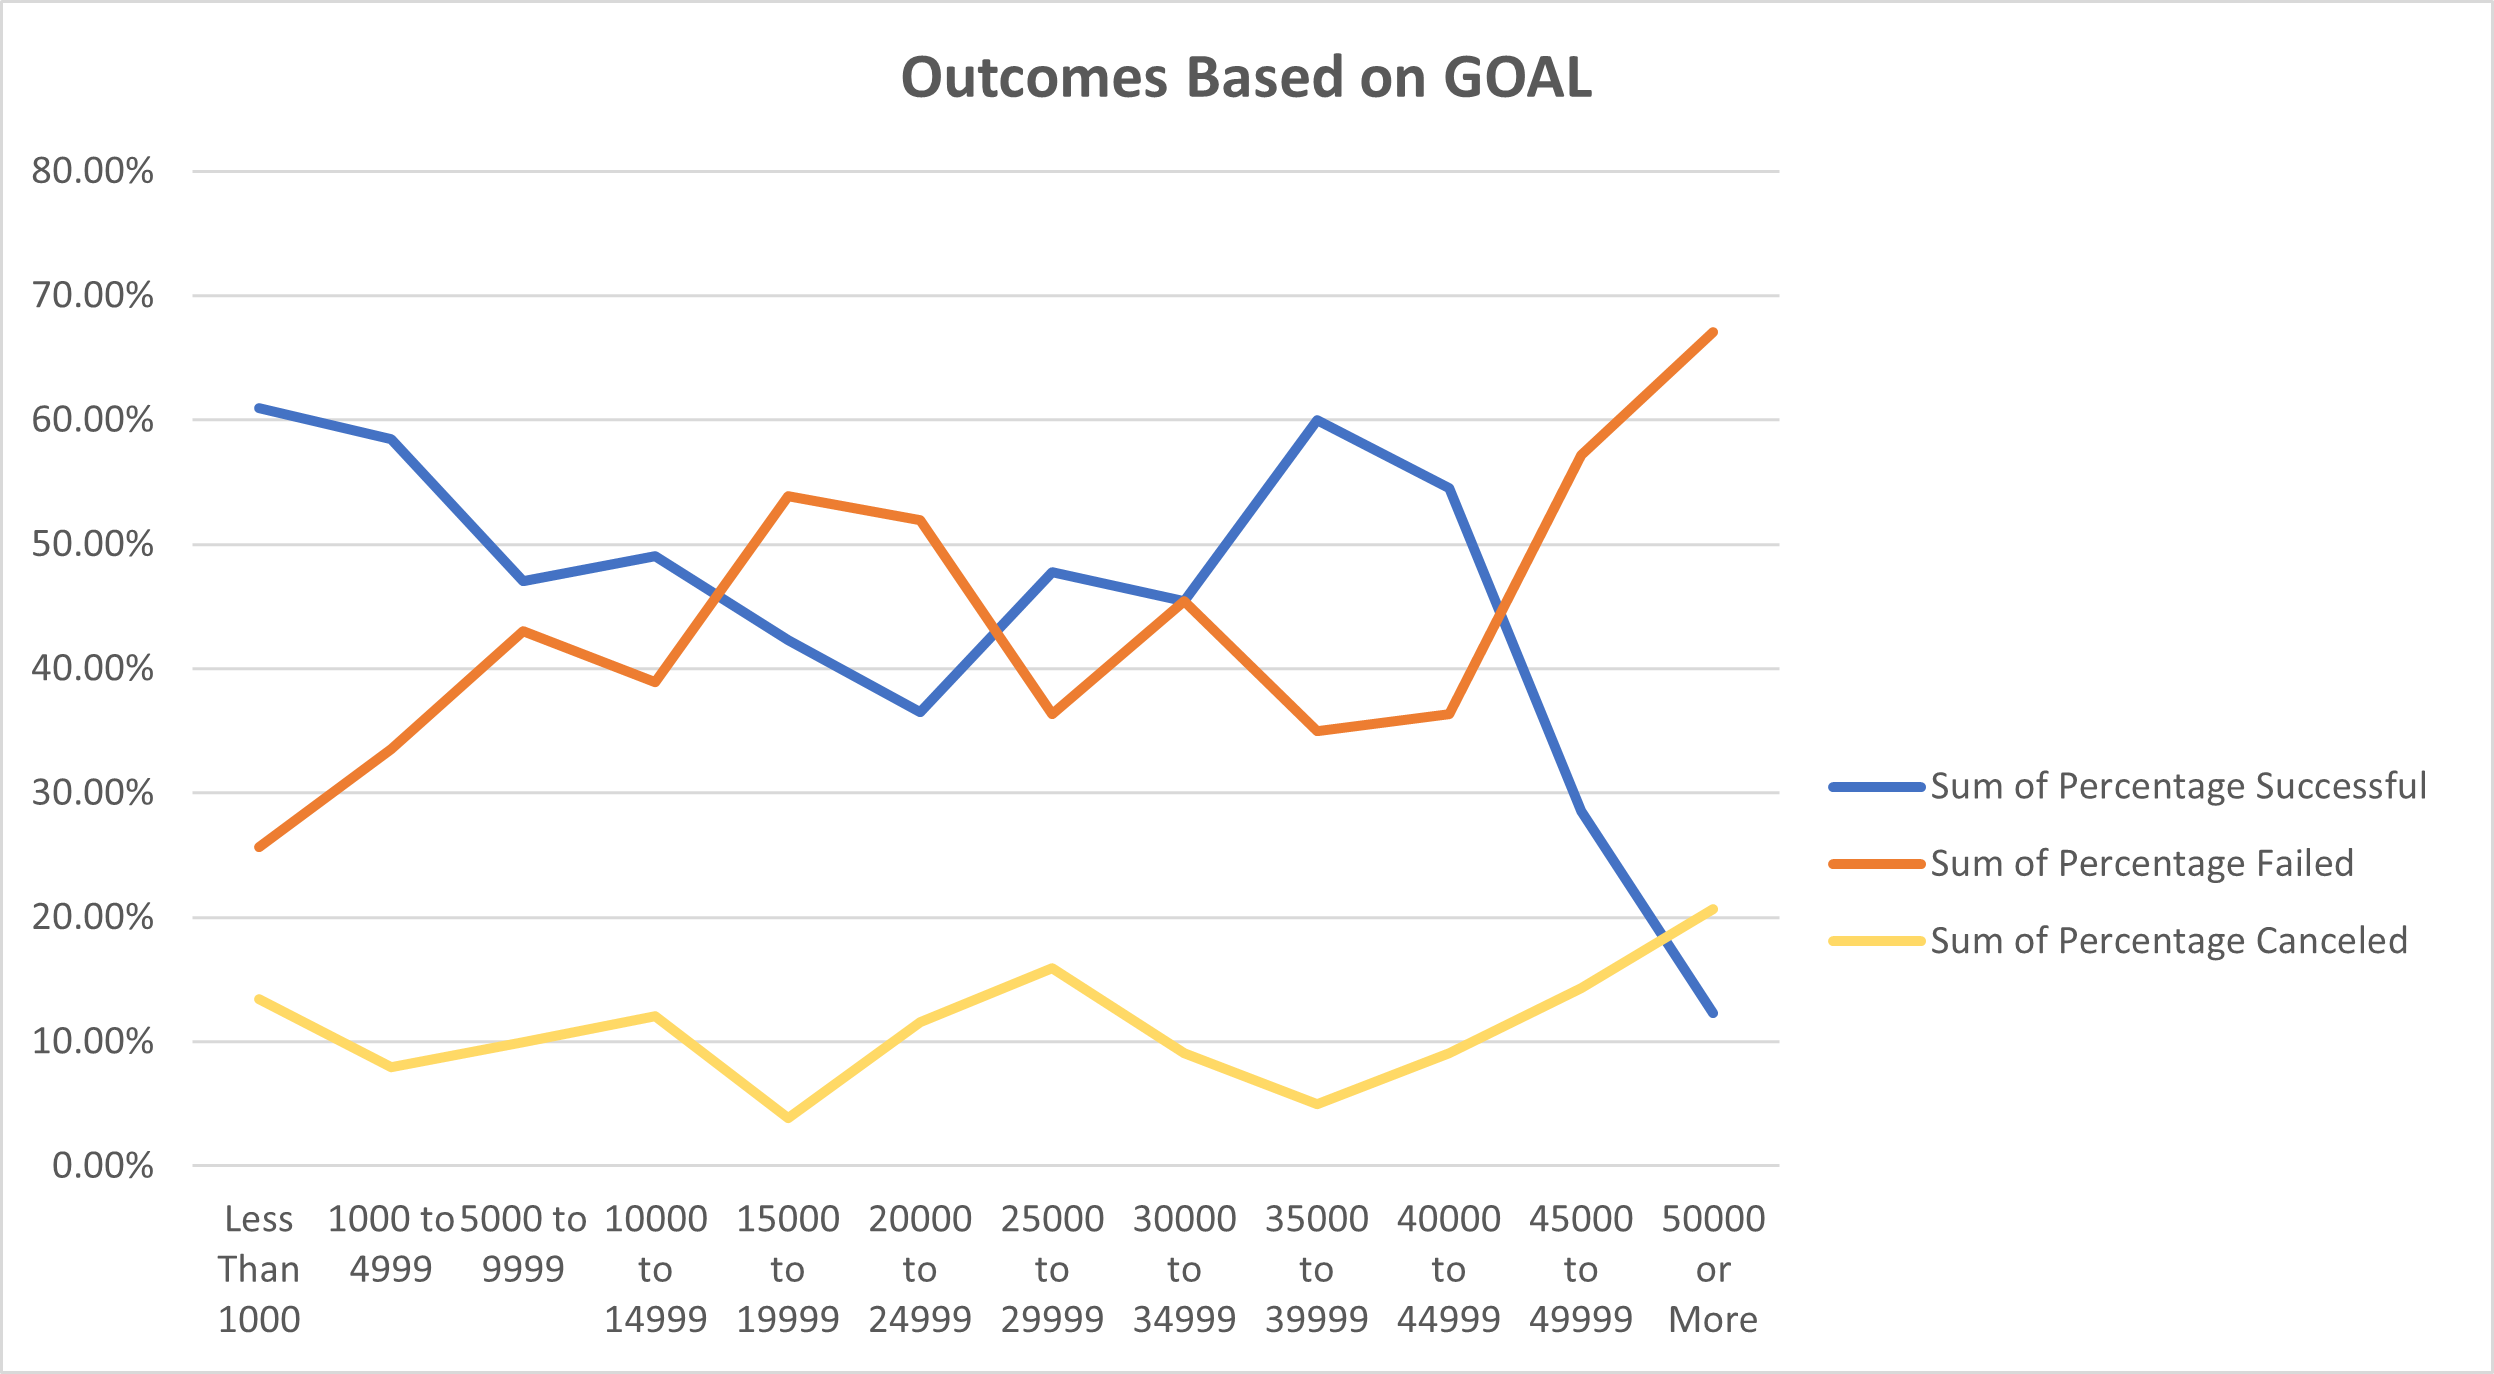 Outcomes Based on GOAL
80.00%
70.00%
60.00%
50.00%
40.00%
30.00%
20.00%
10.00%
0.00%
Less
Than
1000
1000 to
4999
5000 to
9999
10000
to
14999
15000
to
19999
20000
to
24999
25000
to
29999
30000
to
34999
35000
to
39999
40000
to
44999
45000
to
49999
50000
or
More
Sum of Percentage Successful
Sum of Percentage Failed
Sum of Percentage Canceled